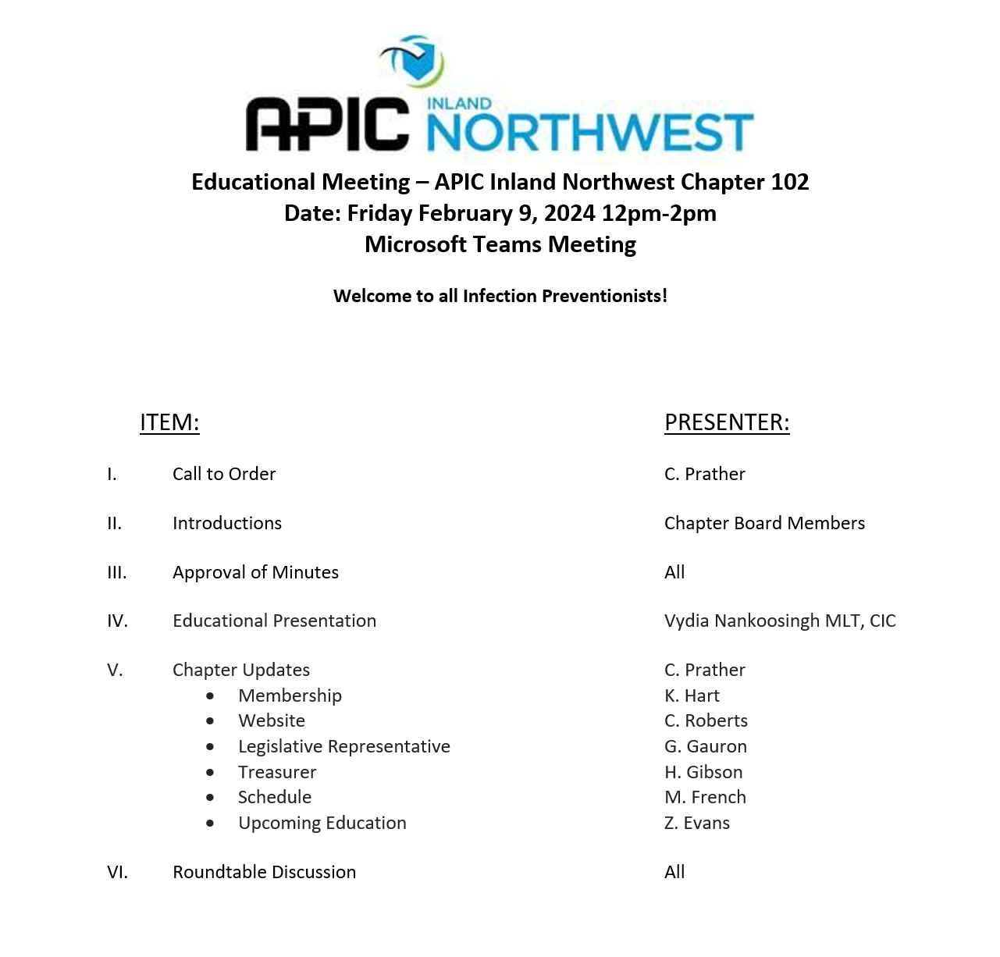 APIC INLAND NORTHWEST
Educational Meeting – APIC Inland Northwest Chapter 102
Date: Friday February 9, 2024 12pm-2pm
Microsoft Teams Meeting
Welcome to all Infection Preventionists!
ITEM: PRESENTER:
I. Call to Order C. Prather
II. Introductions Chapter Board Members
III. Approval of Minutes All
IV. Educational Presentation Vydia Nankoosingh MLT, CIC
V. Chapter Updates C. Prather
• Membership K. Hart
• Website C. Roberts
• Legislative Representative G. Gauron
• Treasurer H. Gibson
• Schedule M. French
• Upcoming Education Z. Evans
VI. Roundtable Discussion All